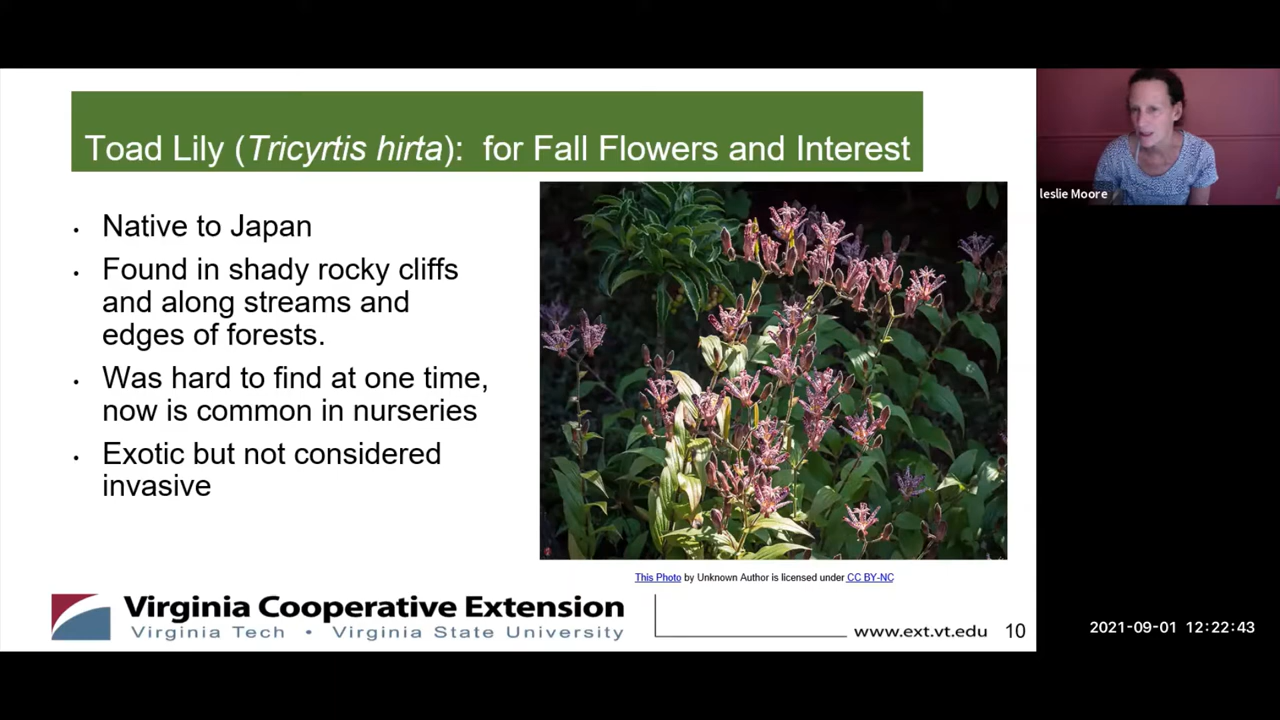 Toad Lily (Tricyrtis hirta):  for Fall Flowers and Interest
• Native to Japan
• Found in shady rocky cliffs
and along streams and
edges of forests.
• Was hard to find at one time,
now is common in nurseries
• Exotic but not considered
invasive
This Photo by Unknown Author is licensed under CC BY-NC
Virginia Cooperative Extension
Virginia Tech • Virginia State University
www.ext.vt.edu 10
leslie Moore
2021-09-01 12:22:43